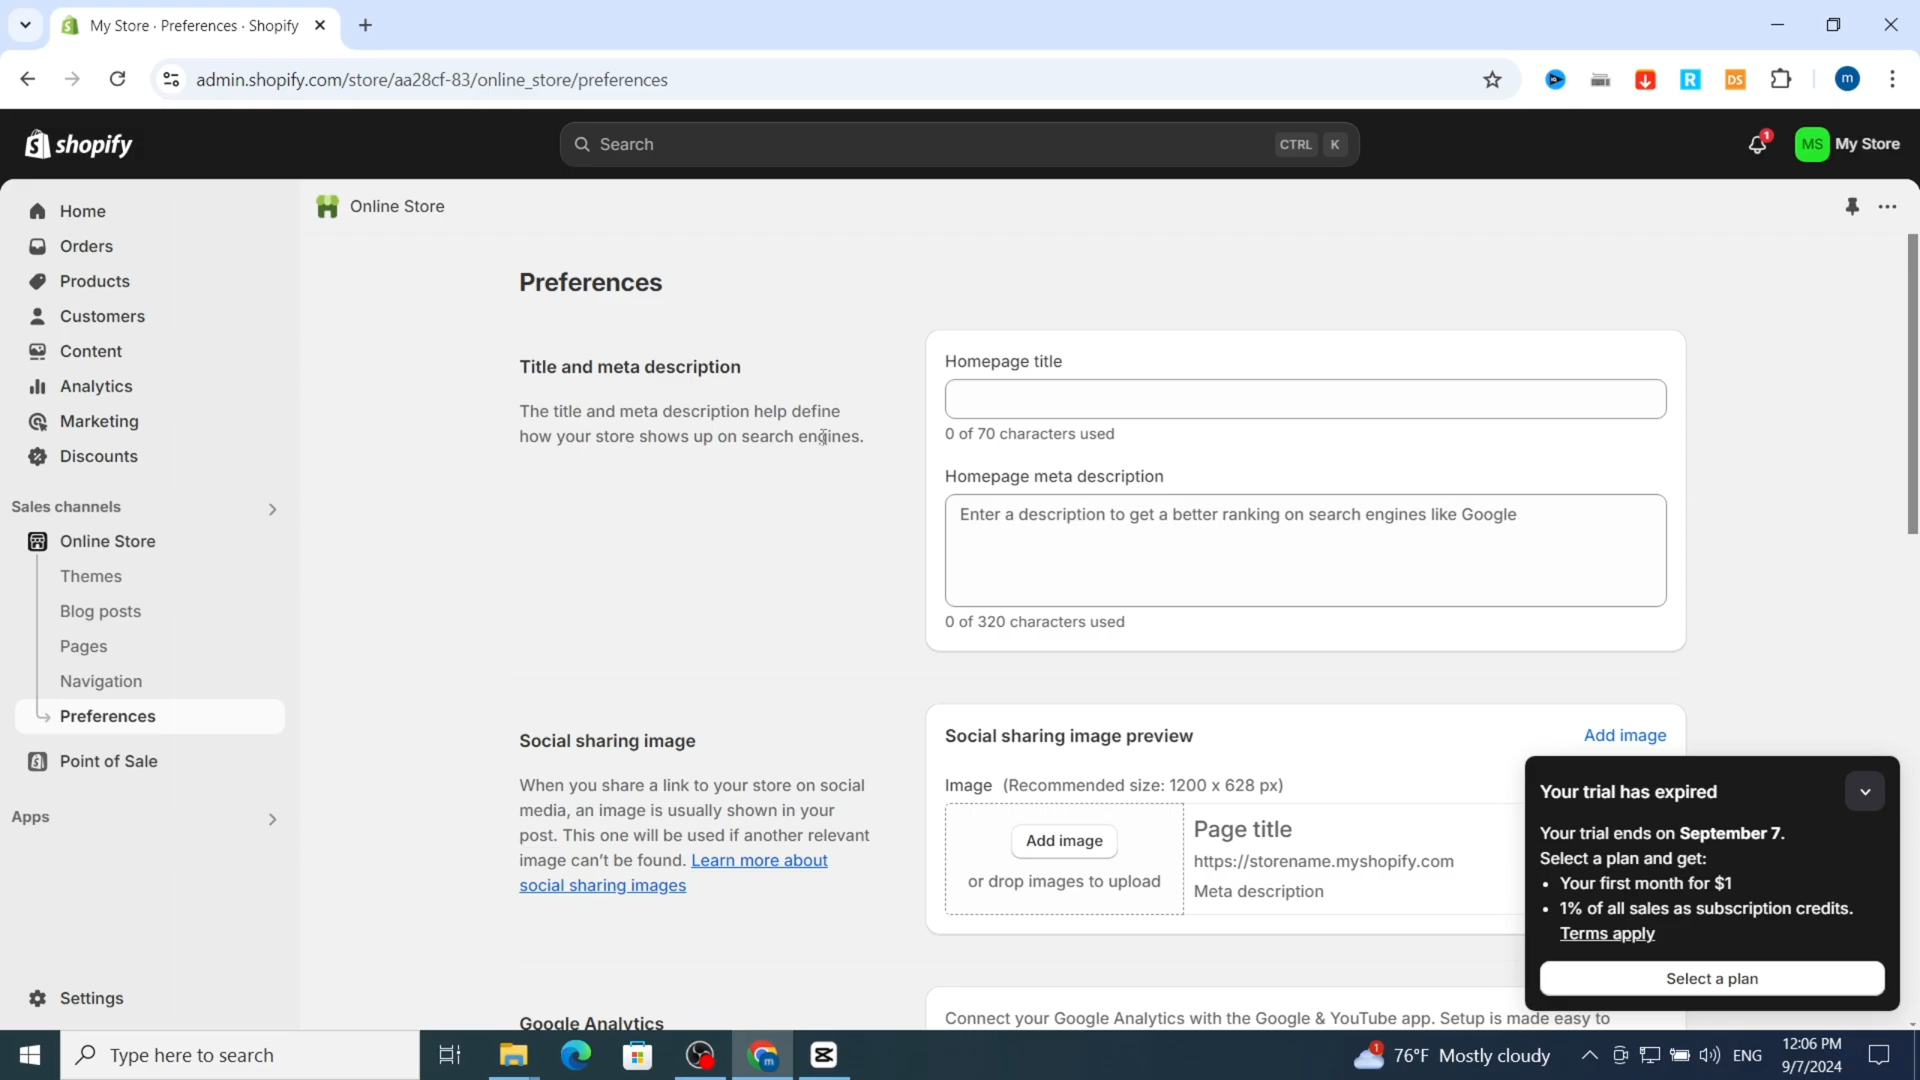 My Store · Preferences · Shopify
admin.shopify.com/store/aa28cf-83/online_store/preferences
R
DS
m
shopify
Search
CTRL K
1
MS My Store
Home
Orders
Products
Customers
Content
Analytics
Marketing
Discounts
Sales channels
Online Store
Themes
Blog posts
Pages
Navigation
Preferences
Point of Sale
Apps
Settings
Online Store
Preferences
Title and meta description
The title and meta description help define
how your store shows up on search engines.
Homepage title
0 of 70 characters used
Homepage meta description
Enter a description to get a better ranking on search engines like Google
0 of 320 characters used
Social sharing image
When you share a link to your store on social
media, an image is usually shown in your
post. This one will be used if another relevant
image can't be found. Learn more about
social sharing images
Social sharing image preview
Add image
Image (Recommended size: 1200 x 628 px)
Add image
or drop images to upload
Page title
https://storename.myshopify.com
Meta description
Google Analytics
Connect your Google Analytics with the Google & YouTube app. Setup is made easy to
Your trial has expired
Your trial ends on September 7.
Select a plan and get:
• Your first month for $1
• 1% of all sales as subscription credits.
Terms apply
Select a plan
Type here to search
m
1
76°F Mostly cloudy
ENG
12:06 PM
9/7/2024